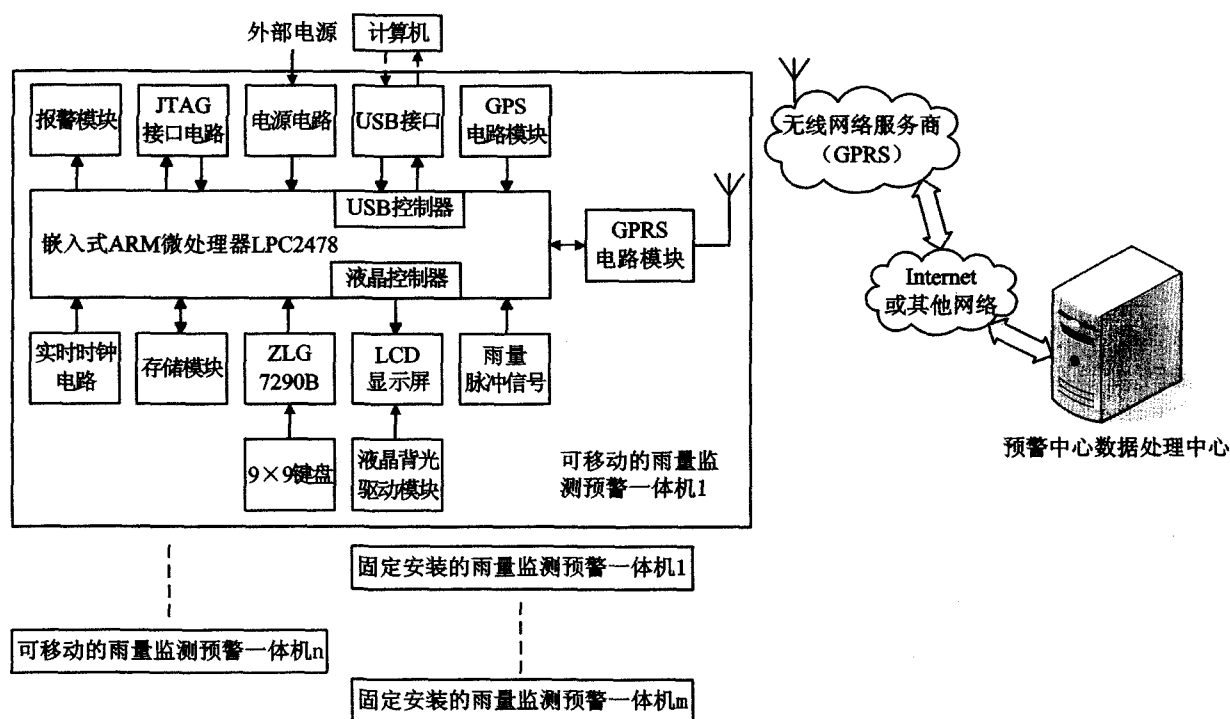 外部电源
计算机
报警模块
JTAG
接口电路
电源电路
USB接口
GPS
电路模块
USB控制器
嵌入式ARM微处理器LPC2478
液晶控制器
GPRS
电路模块
实时时钟
电路
存储模块
ZLG
7290B
LCD
显示屏
雨量
脉冲信号
9×9键盘
液晶背光
驱动模块
可移动的雨量监
测预警一体机1
无线网络服务商
（GPRS）
Internet
或其他网络
预警中心数据处理中心
固定安装的雨量监测预警一体机1
可移动的雨量监测预警一体机n
固定安装的雨量监测预警一体机m